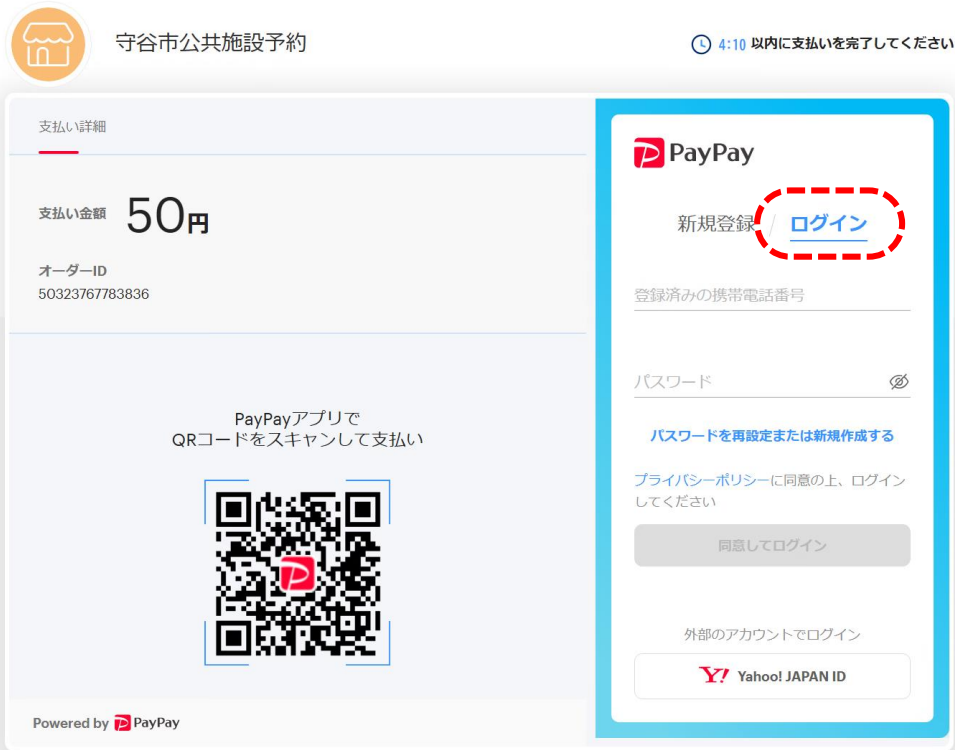 守谷市公共施設予約
4:10 以内に支払いを完了してください
支払い詳細
支払い金額 50円
オーダーID
50323767783836
PayPayアプリで
QRコードをスキャンして支払い
Powered by PayPay
PayPay
新規登録 / ログイン
登録済みの携帯電話番号
パスワード
パスワードを再設定または新規作成する
プライバシーポリシーに同意の上、ログイン
してください
同意してログイン
外部のアカウントでログイン
Y! Yahoo! JAPAN ID